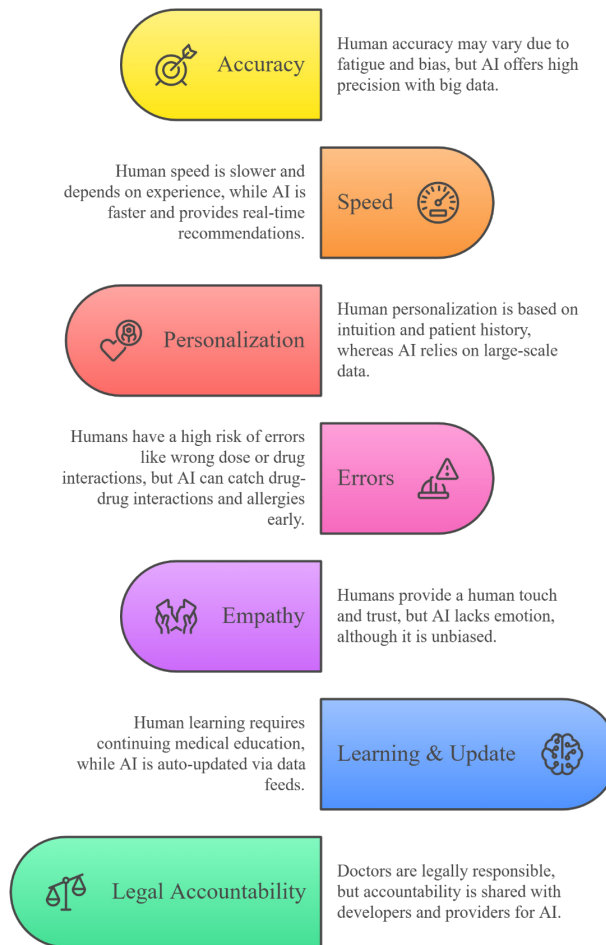 Accuracy
Human accuracy may vary due to
fatigue and bias, but AI offers high
precision with big data.
Human speed is slower and
depends on experience, while AI is
faster and provides real-time
recommendations.
Speed
Personalization
Human personalization is based on
intuition and patient history,
whereas AI relies on large-scale
data.
Humans have a high risk of errors
like wrong dose or drug
interactions, but AI can catch drug-
drug interactions and allergies
early.
Errors
Empathy
Humans provide a human touch
and trust, but AI lacks emotion,
although it is unbiased.
Human learning requires
continuing medical education,
while AI is auto-updated via data
feeds.
Learning & Update
Legal Accountability
Doctors are legally responsible,
but accountability is shared with
developers and providers for AI.